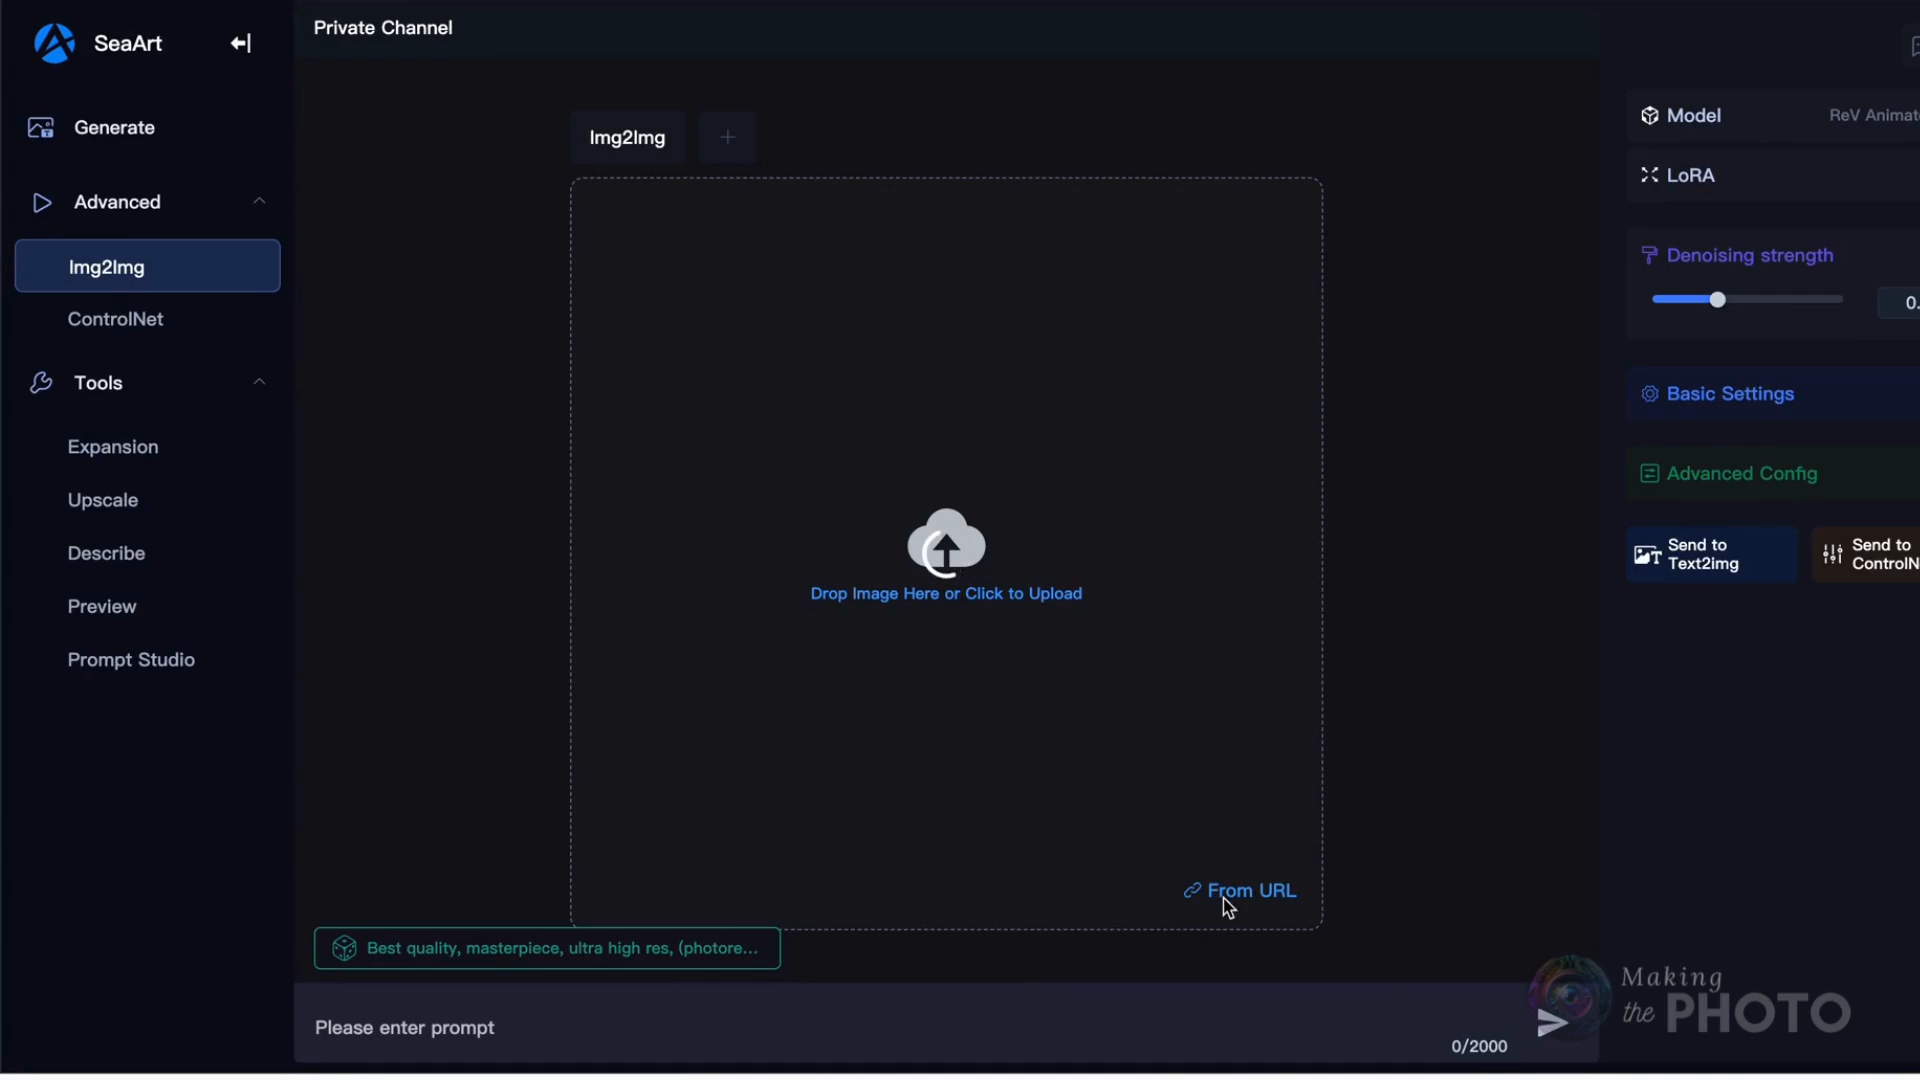 SeaArt
Generate
Advanced
Img2Img
ControlNet
Tools
Expansion
Upscale
Describe
Preview
Prompt Studio
Private Channel
Img2Img
Drop Image Here or Click to Upload
From URL
Best quality, masterpiece, ultra high res, (photore...
Please enter prompt
0/2000
Model
ReV Animat
LoRA
Denoising strength
0.
Basic Settings
Advanced Config
Send to
Text2img
Send to
ControlN
Making
the PHOTO